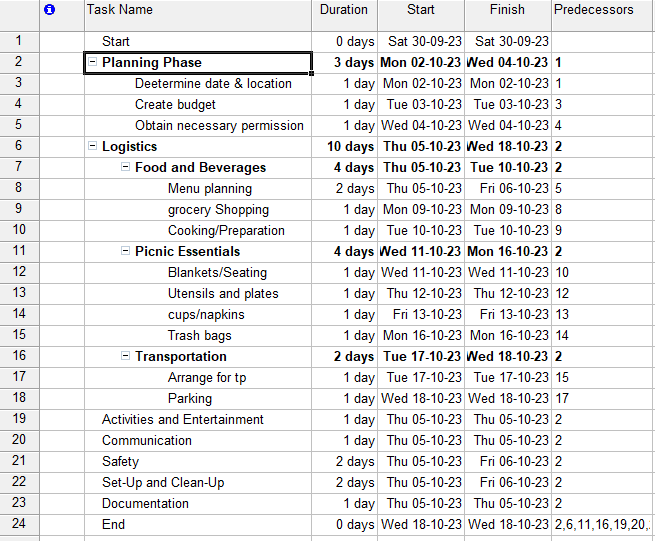 Task Name Duration Start Finish Predecessors
1 Start 0 days Sat 30-09-23 Sat 30-09-23
2 Planning Phase 3 days Mon 02-10-23 Wed 04-10-23 1
3 Deetermine date & location 1 day Mon 02-10-23 Mon 02-10-23 1
4 Create budget 1 day Tue 03-10-23 Tue 03-10-23 3
5 Obtain necessary permission 1 day Wed 04-10-23 Wed 04-10-23 4
6 Logistics 10 days Thu 05-10-23 Wed 18-10-23 2
7 Food and Beverages 4 days Thu 05-10-23 Tue 10-10-23 2
8 Menu planning 2 days Thu 05-10-23 Fri 06-10-23 5
9 grocery Shopping 1 day Mon 09-10-23 Mon 09-10-23 8
10 Cooking/Preparation 1 day Tue 10-10-23 Tue 10-10-23 9
11 Picnic Essentials 4 days Wed 11-10-23 Mon 16-10-23 2
12 Blankets/Seating 1 day Wed 11-10-23 Wed 11-10-23 10
13 Utensils and plates 1 day Thu 12-10-23 Thu 12-10-23 12
14 cups/napkins 1 day Fri 13-10-23 Fri 13-10-23 13
15 Trash bags 1 day Mon 16-10-23 Mon 16-10-23 14
16 Transportation 2 days Tue 17-10-23 Wed 18-10-23 2
17 Arrange for tp 1 day Tue 17-10-23 Tue 17-10-23 15
18 Parking 1 day Wed 18-10-23 Wed 18-10-23 17
19 Activities and Entertainment 1 day Thu 05-10-23 Thu 05-10-23 2
20 Communication 1 day Thu 05-10-23 Thu 05-10-23 2
21 Safety 2 days Thu 05-10-23 Fri 06-10-23 2
22 Set-Up and Clean-Up 2 days Thu 05-10-23 Fri 06-10-23 2
23 Documentation 1 day Thu 05-10-23 Thu 05-10-23 2
24 End 0 days Wed 18-10-23 Wed 18-10-23 2,6,11,16,19,20,